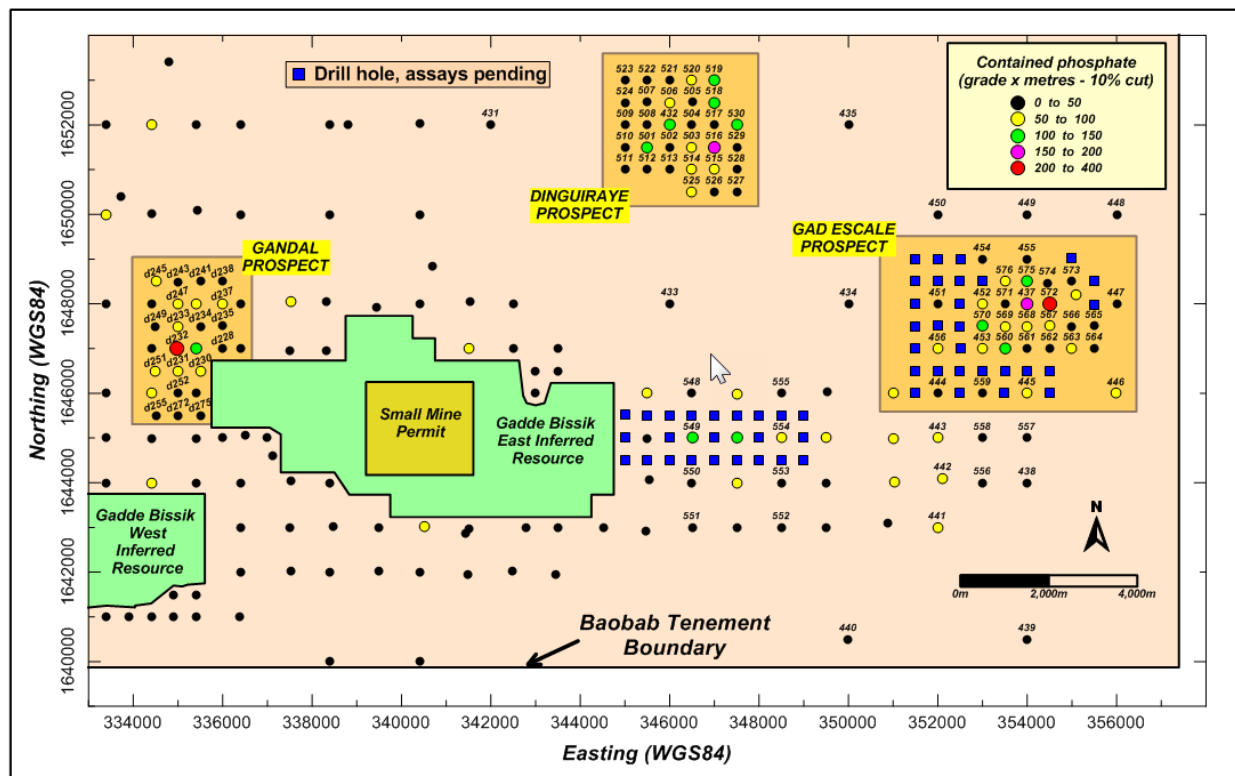 Drill hole, assays pending
Contained phosphate
(grade x metres - 10% cut)
0 to 50
50 to 100
100 to 150
150 to 200
200 to 400
523 522 521 520 519
524 507 506 505 518
431
509 508 432 504 517 530
435
510 501 502 503 516 529
511 512 513 514 515 528
525 526 527
DINGUIRAYE
PROSPECT
GAD ESCALE
PROSPECT
450 449 448
GANDAL
PROSPECT
454 455
d245 d243 d241 d238
576 575 574 573
d247 d237
433 434
451 452 571 437 572 447
d249 d233 d234 d235
570 569 568 567 566 565
d232 d228
456 453 560 561 562 563 564
d251 d231 d230
d252
548 555
444 559 445 446
d255 d272 d275
Small Mine
Permit
Gadde Bissik
East Inferred
Resource
549 554
443 558 557
550 553
442 556 438
Gadde Bissik
West
Inferred
Resource
551 552
441
N
0m 2,000m 4,000m
Baobab Tenement
Boundary
440 439
1652000
1650000
1648000
1646000
1644000
1642000
1640000
Northing (WGS84)
334000 336000 338000 340000 342000 344000 346000 348000 350000 352000 354000 356000
Easting (WGS84)